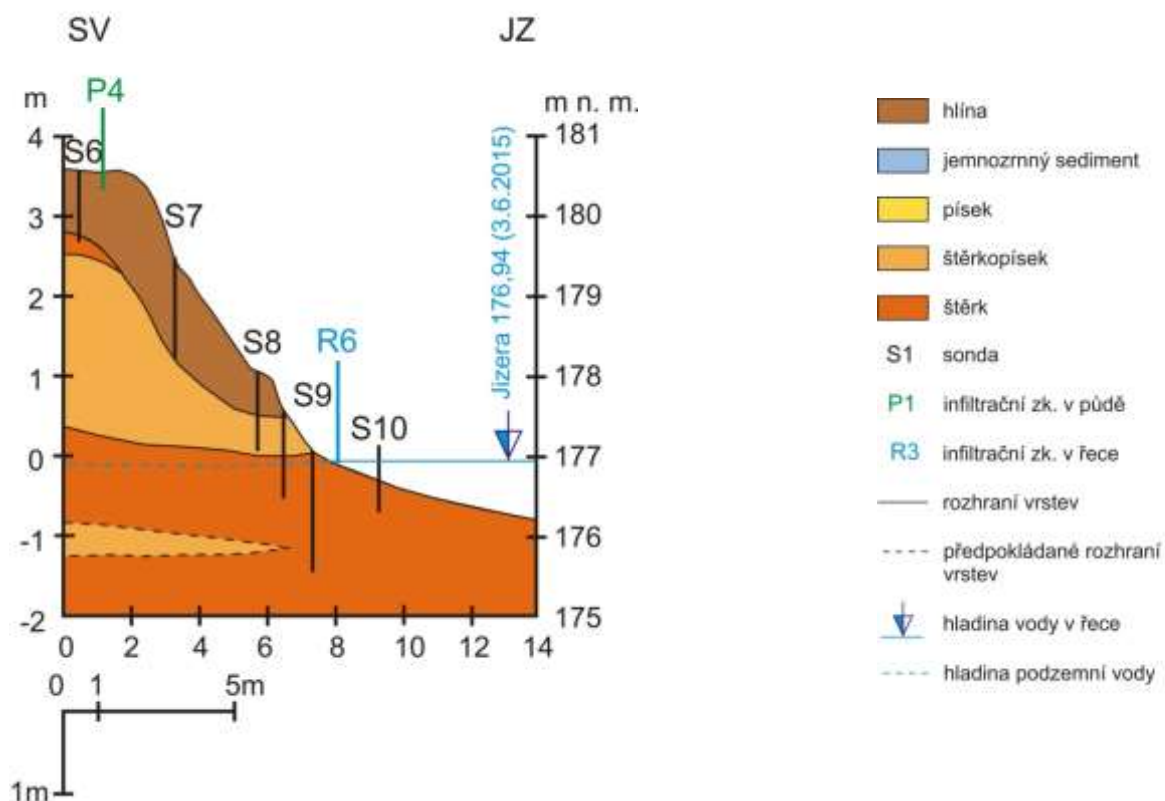 SV JZ
P4
m m n. m.
4 181
S6
3 180
S7
2 179
1 178
S8 R6
S9
S10
0 177
-1 176
-2 175
0 2 4 6 8 10 12 14
Jizera 176,94 (3.6.2015)
0 1 5m
1m
hlína
jemnozrnný sediment
písek
štěrkopísek
štěrk
S1 sonda
P1 infiltrační zk. v půdě
R3 infiltrační zk. v řece
rozhraní vrstev
předpokládané rozhraní
vrstev
hladina vody v řece
hladina podzemní vody